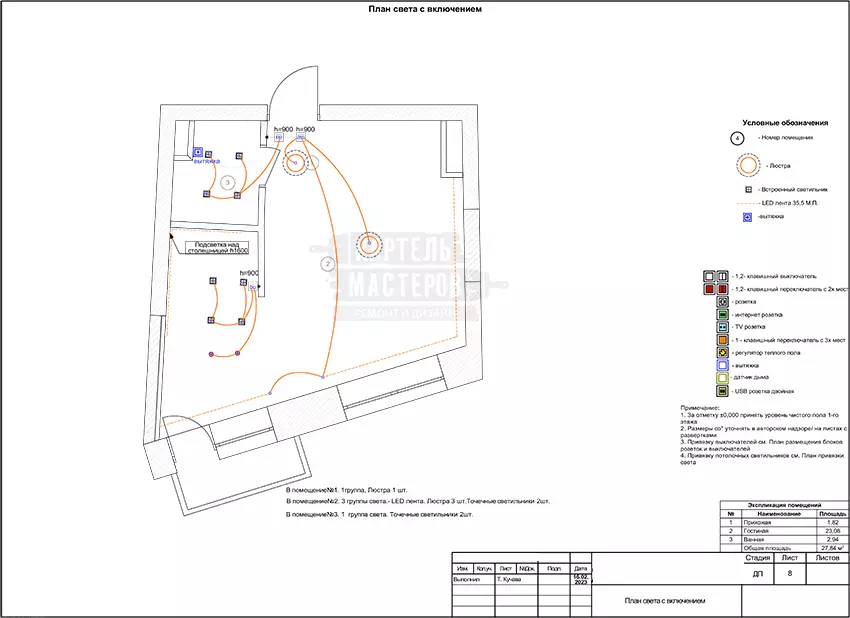 План света с включением
h=900 h=900
вытяжка
3
Подсветка над
столешницей h1600
2
АРТЕЛЬ
МАСТЕРОВ
РЕМОНТ И ДИЗАЙН
h=900
Условные обозначения
4 - Номер помещения
- Люстра
- Встроенный светильник
- LED лента 35,5 М.П.
-вытяжка
- 1,2- клавишный выключатель
- 1,2- клавишный переключатель с 2х мест
- розетка
- интернет розетка
- TV розетка
- 1 - клавишный переключатель с 3х мест
- регулятор теплого пола
- вытяжка
- датчик дыма
- USB розетка двойная
Примечание:
1. За отметку ±0,000 принять уровень чистого пола 1-го
этажа
2. Размеры со* уточнять в авторском надзоре/ на листах с
развертками
3. Привязку выключателей см. План размещения блоков
розеток и выключателей
4. Привязку потолочных светильников см. План привязки
света
В помещение№1. 1группа, Люстра 1 шт.
В помещение№2. 3 группы света.- LED лента. Люстра 3 шт.Точечные светильники 2шт.
В помещение№3. 1 группа света. Точечные светильники 2шт.
Экспликация помещений
№ Наименование Площадь
1 Прихожая 1,82
2 Гостиная 23,08
3 Ванная 2,94
Общая площадь 27,84 м²
Стадия Лист Листов
ДП 8
Изм. Кол.уч. Лист №Док. Подп. Дата
Выполнил Т. Кучева 16.02.
2023
План света с включением